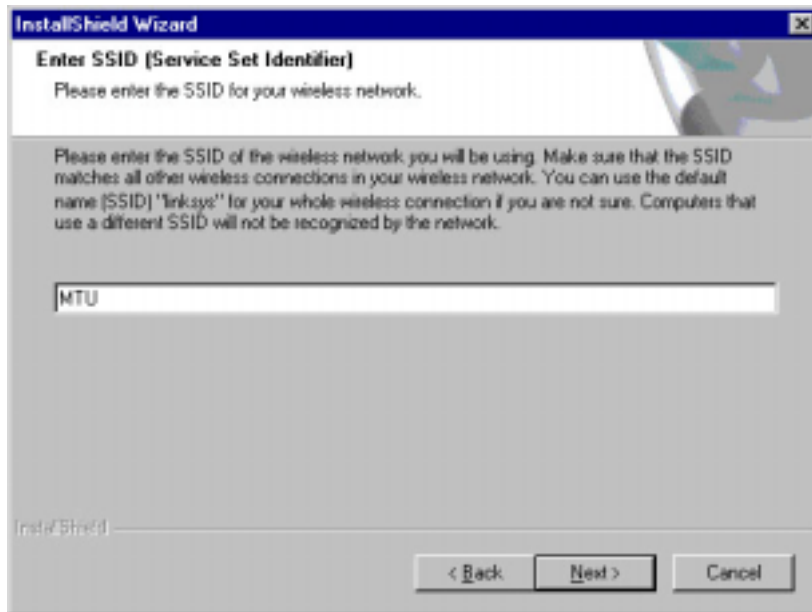 InstallShield Wizard
Enter SSID (Service Set Identifier)
Please enter the SSID for your wireless network.
Please enter the SSID of the wireless network you will be using. Make sure that the SSID
matches all other wireless connections in your wireless network. You can use the default
name (SSID) "linksys" for your whole wireless connection if you are not sure. Computers that
use a different SSID will not be recognized by the network.
MTU
InstallShield
< Back
Next >
Cancel